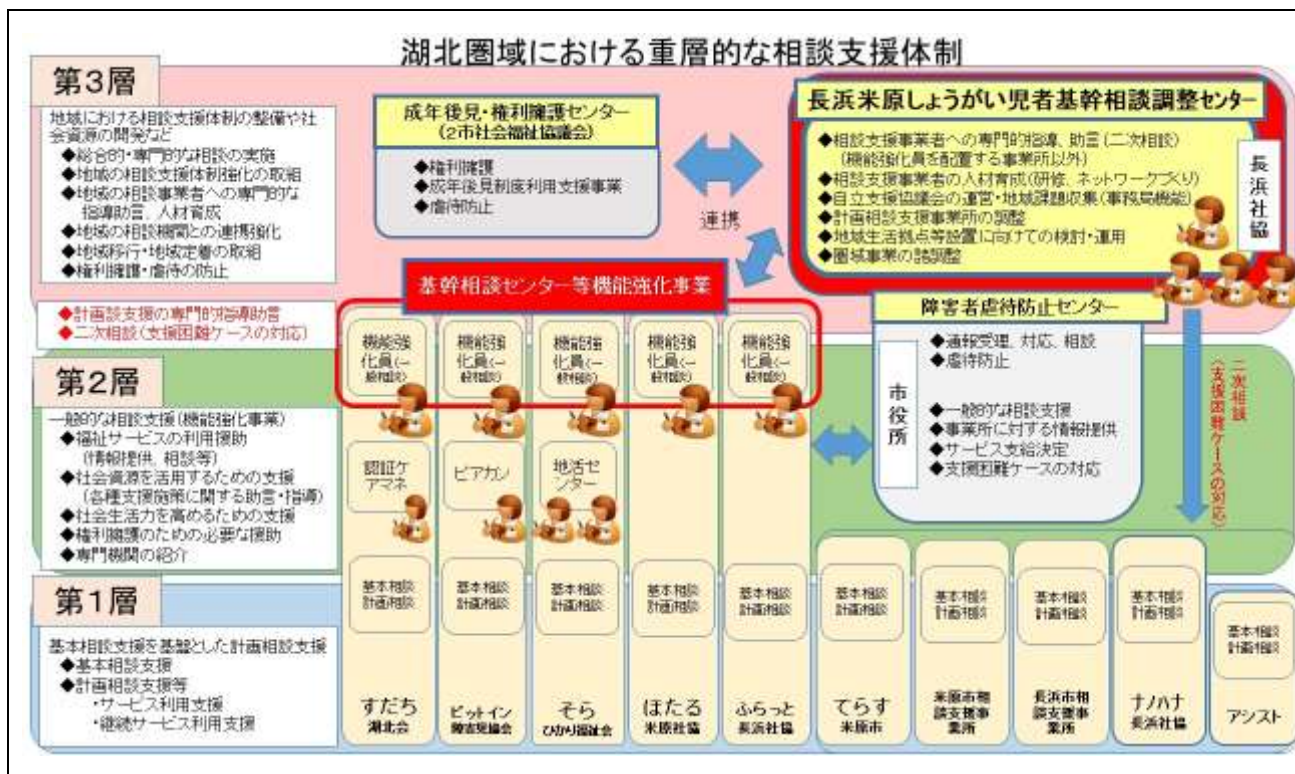 湖北圏域における重層的な相談支援体制
第3層
地域における相談支援体制の整備や社
会資源の開発など
◆総合的・専門的な相談の実施
◆地域の相談支援体制強化の取組
◆地域の相談事業者への専門的な
指導助言、人材育成
◆地域の相談機関との連携強化
◆地域移行・地域定着の取組
◆権利擁護・虐待の防止
◆計画談支援の専門的指導助言
◆二次相談(支援困難ケースの対応)
成年後見・権利擁護センター
(2市社会福祉協議会)
◆権利擁護
◆成年後見制度利用支援事業
◆虐待防止
連携
長浜米原しょうがい児者基幹相談調整センター
◆相談支援事業者への専門的指導、助言(二次相談)
(機能強化員を配置する事業所以外)
◆相談支援事業者の人材育成(研修、ネットワークづくり)
◆自立支援協議会の運営・地域課題収集(事務局機能)
◆計画相談支援事業所の調整
◆地域生活拠点等設置に向けての検討・運用
◆圏域事業の諸調整
長浜社協
基幹相談センター等機能強化事業
機能強
化員(一
般相談)
機能強
化員(一
般相談)
機能強
化員(一
般相談)
機能強
化員(一
般相談)
機能強
化員(一
般相談)
障害者虐待防止センター
◆通報受理、対応、相談
◆虐待防止
◆一般的な相談支援
◆事業所に対する情報提供
◆サービス支給決定
◆支援困難ケースの対応
市役所
二次相談
(支援困難ケースの対応)
第2層
一般的な相談支援(機能強化事業)
◆福祉サービスの利用援助
(情報提供、相談等)
◆社会資源を活用するための支援
(各種支援施策に関する助言・指導)
◆社会生活力を高めるための支援
◆権利擁護のための必要な援助
◆専門機関の紹介
認証ケ
アマネ
ピアカン
地活セ
ンター
第1層
基本相談支援を基盤とした計画相談支援
◆基本相談支援
◆計画相談支援等
・サービス利用支援
・継続サービス利用支援
基本相談
計画相談
基本相談
計画相談
基本相談
計画相談
基本相談
計画相談
基本相談
計画相談
基本相談
計画相談
基本相談
計画相談
基本相談
計画相談
基本相談
計画相談
基本相談
計画相談
すだち
湖北会
ピットイン
障害児協会
そら
ひかり福祉会
ほたる
米原社協
ふらっと
長浜社協
てらす
米原市
米原市相
談支援事
業所
長浜市相
談支援事
業所
ナノハナ
長浜社協
アシスト